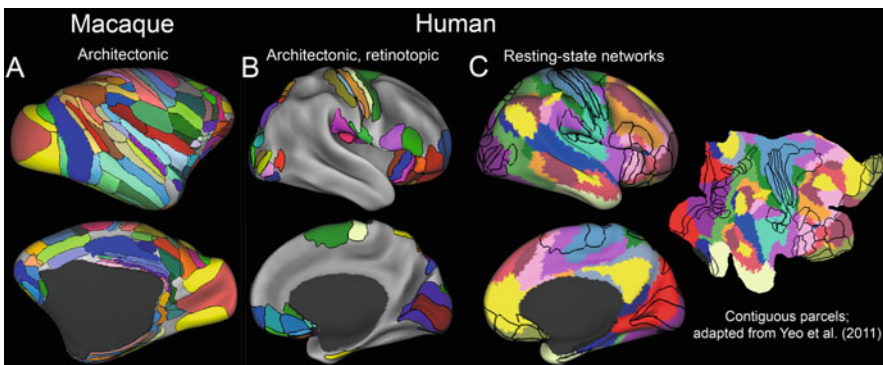 Macaque
Human
Architectonic
Architectonic, retinotopic
Resting-state networks
A
B
C
Contiguous parcels;
adapted from Yeo et al. (2011)